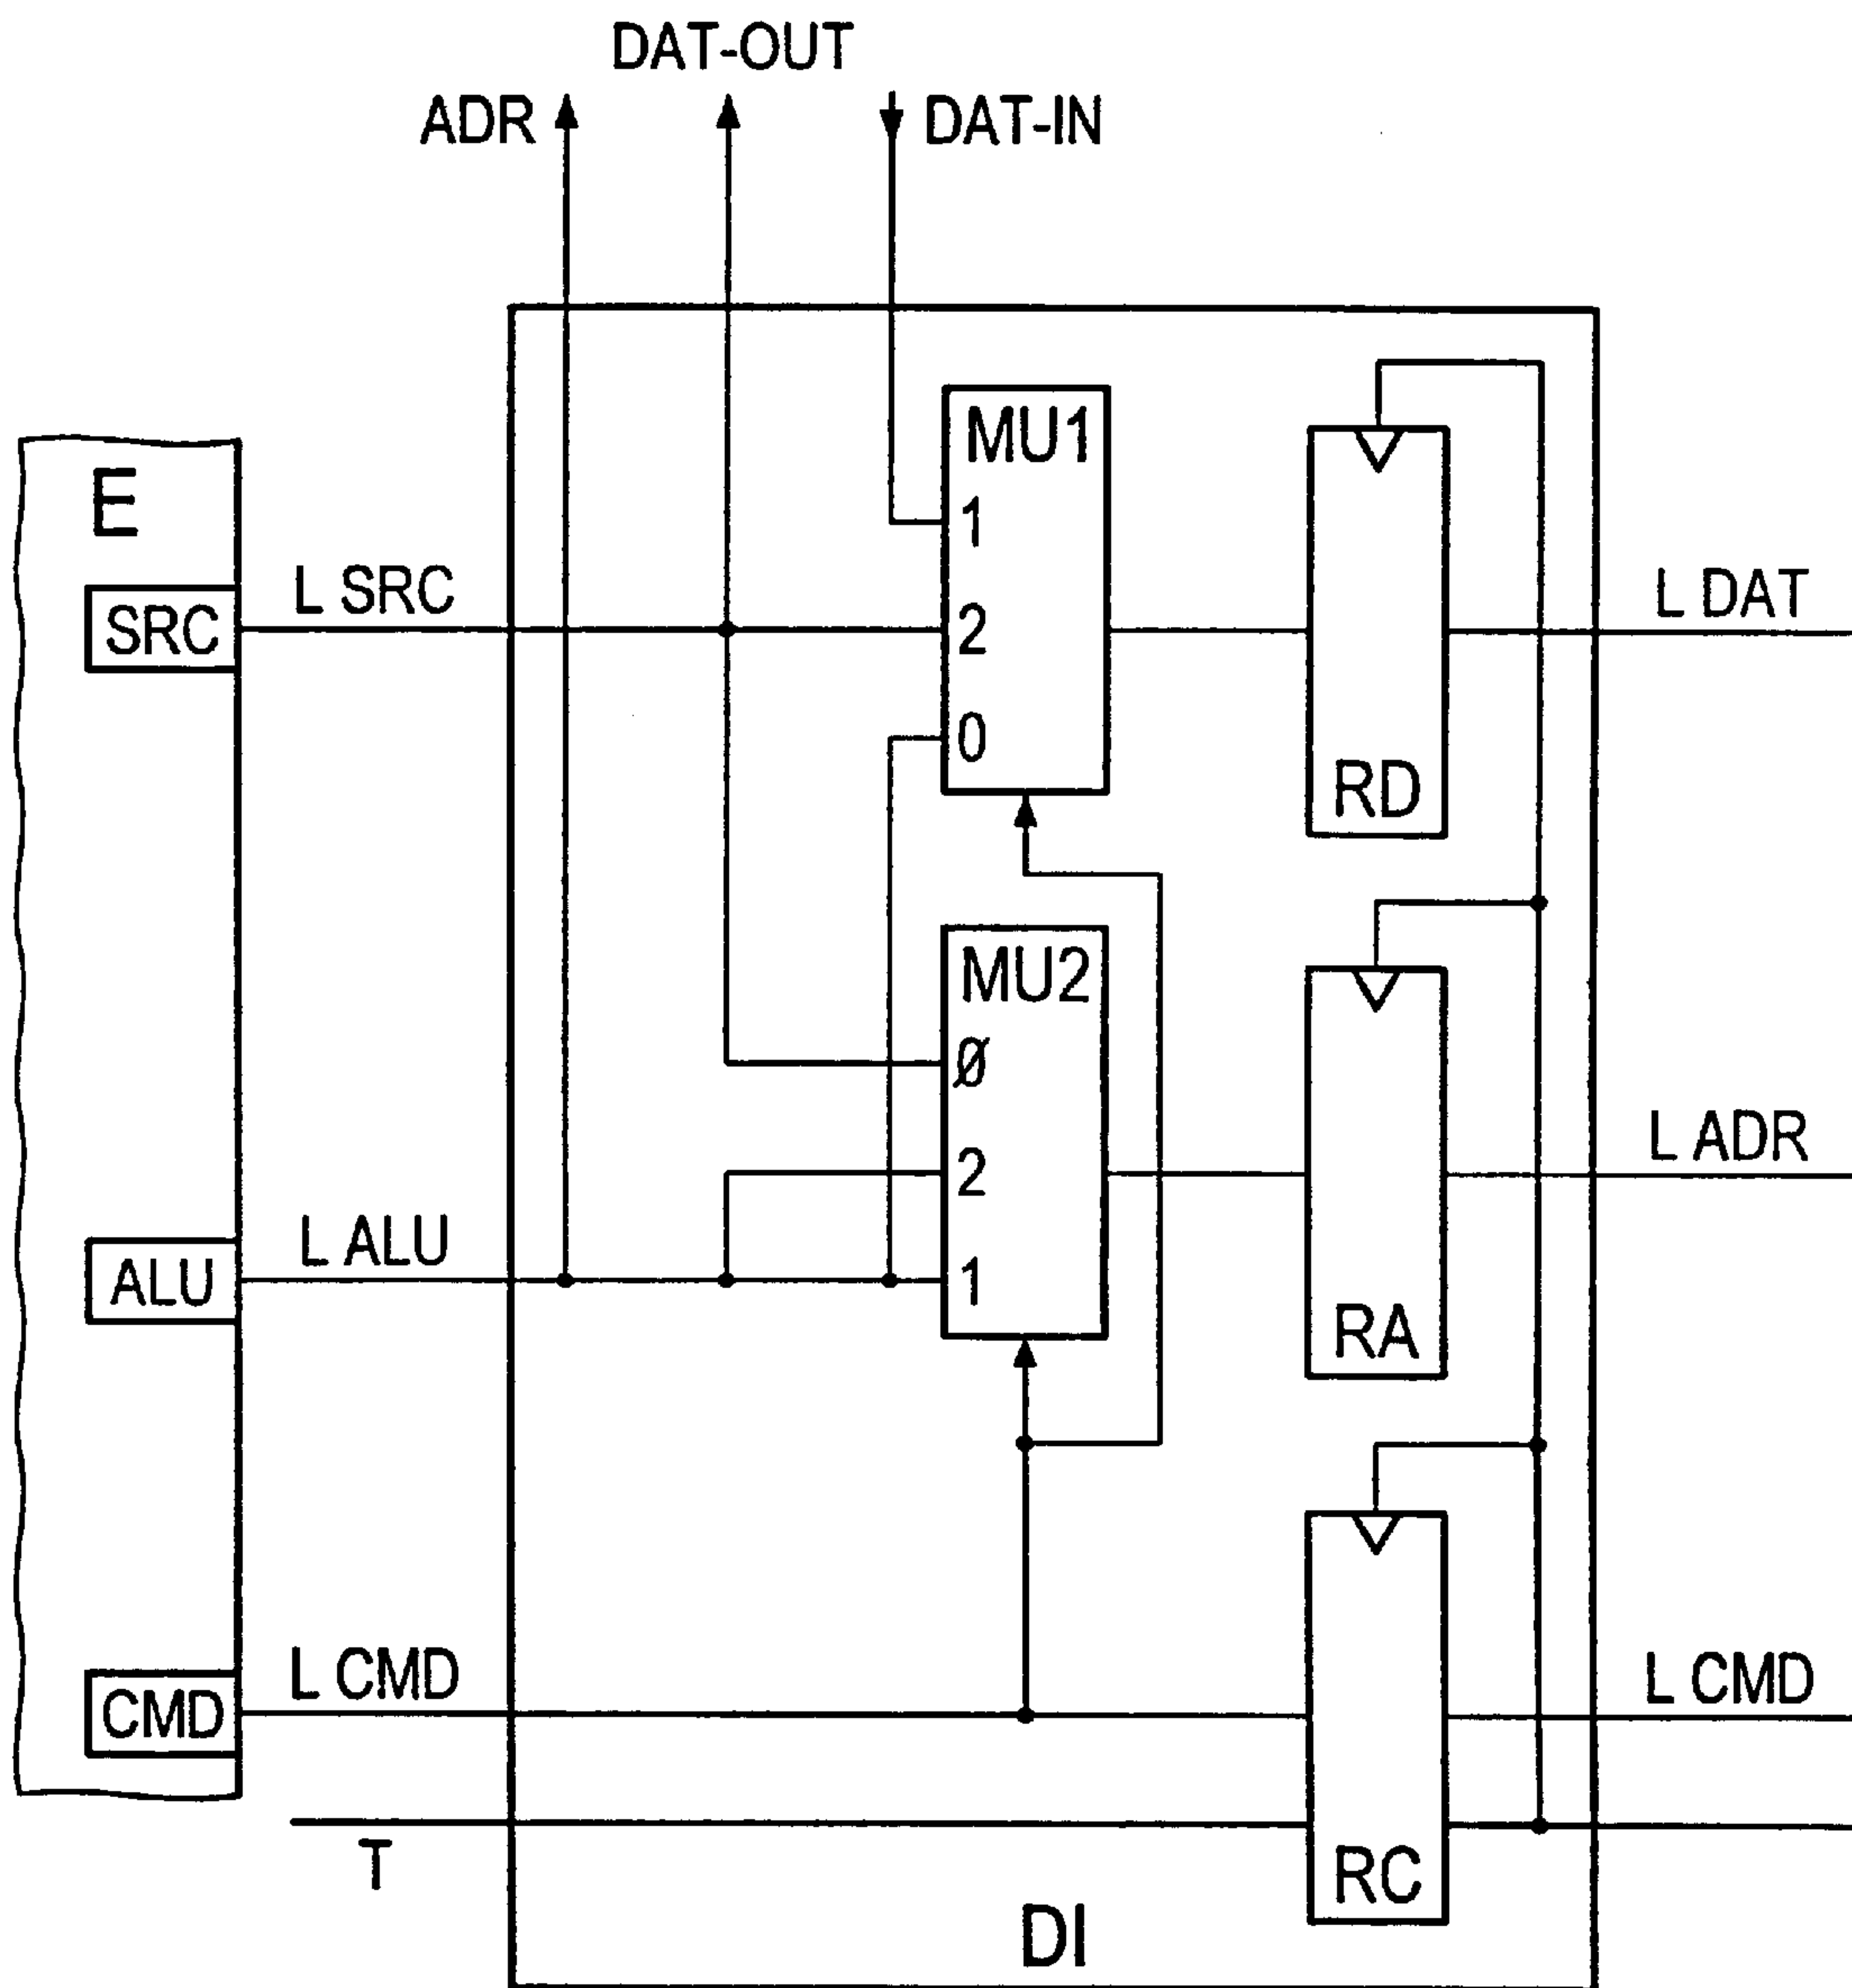 DAT-OUT
ADR
DAT-IN
MU1
1
2
0
RD
E
SRC
L SRC
L DAT
MU2
Ø
2
1
RA
L ADR
ALU
L ALU
CMD
L CMD
L CMD
T
RC
DI